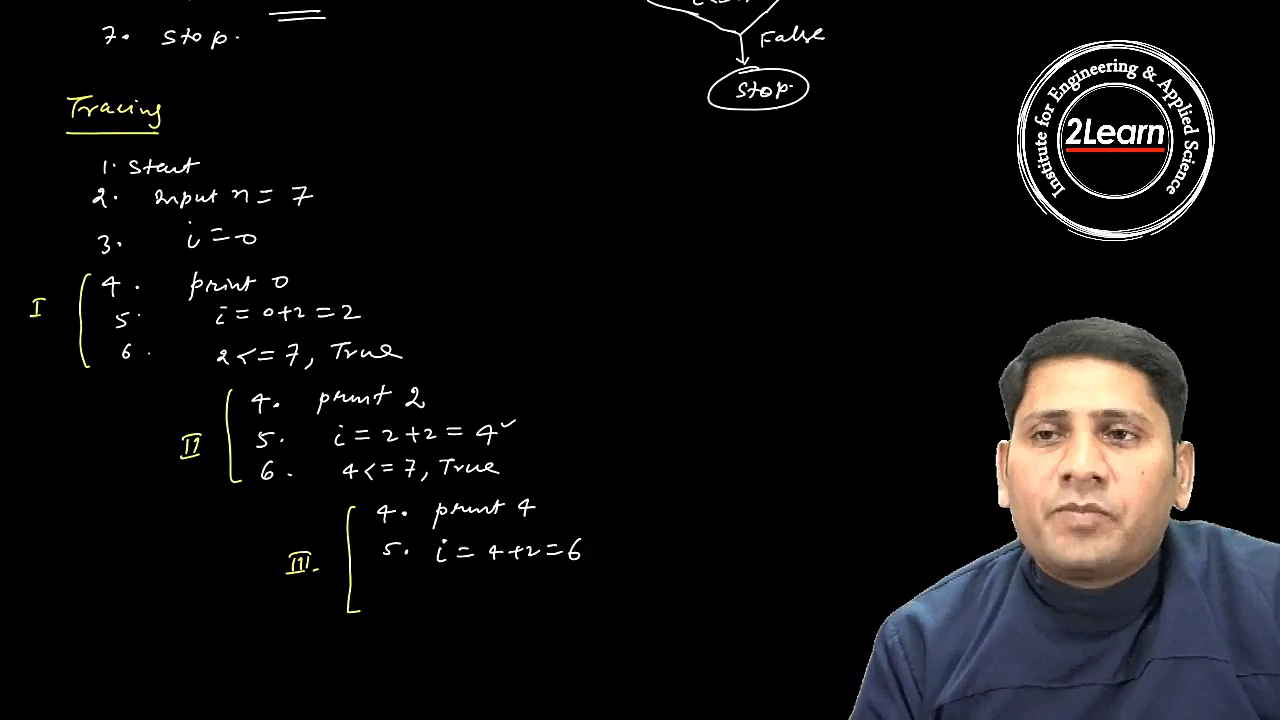 7. Stop.
False
Stop.
Tracing
1. Start
2. Input n = 7
3. i = 0
I
4. print 0
5. i = 0+2 = 2
6. 2 <= 7, True
II
4. print 2
5. i = 2+2 = 4✓
6. 4 <= 7, True
III.
4. print 4
5. i = 4+2 = 6
Institute for Engineering & Applied Science
2Learn